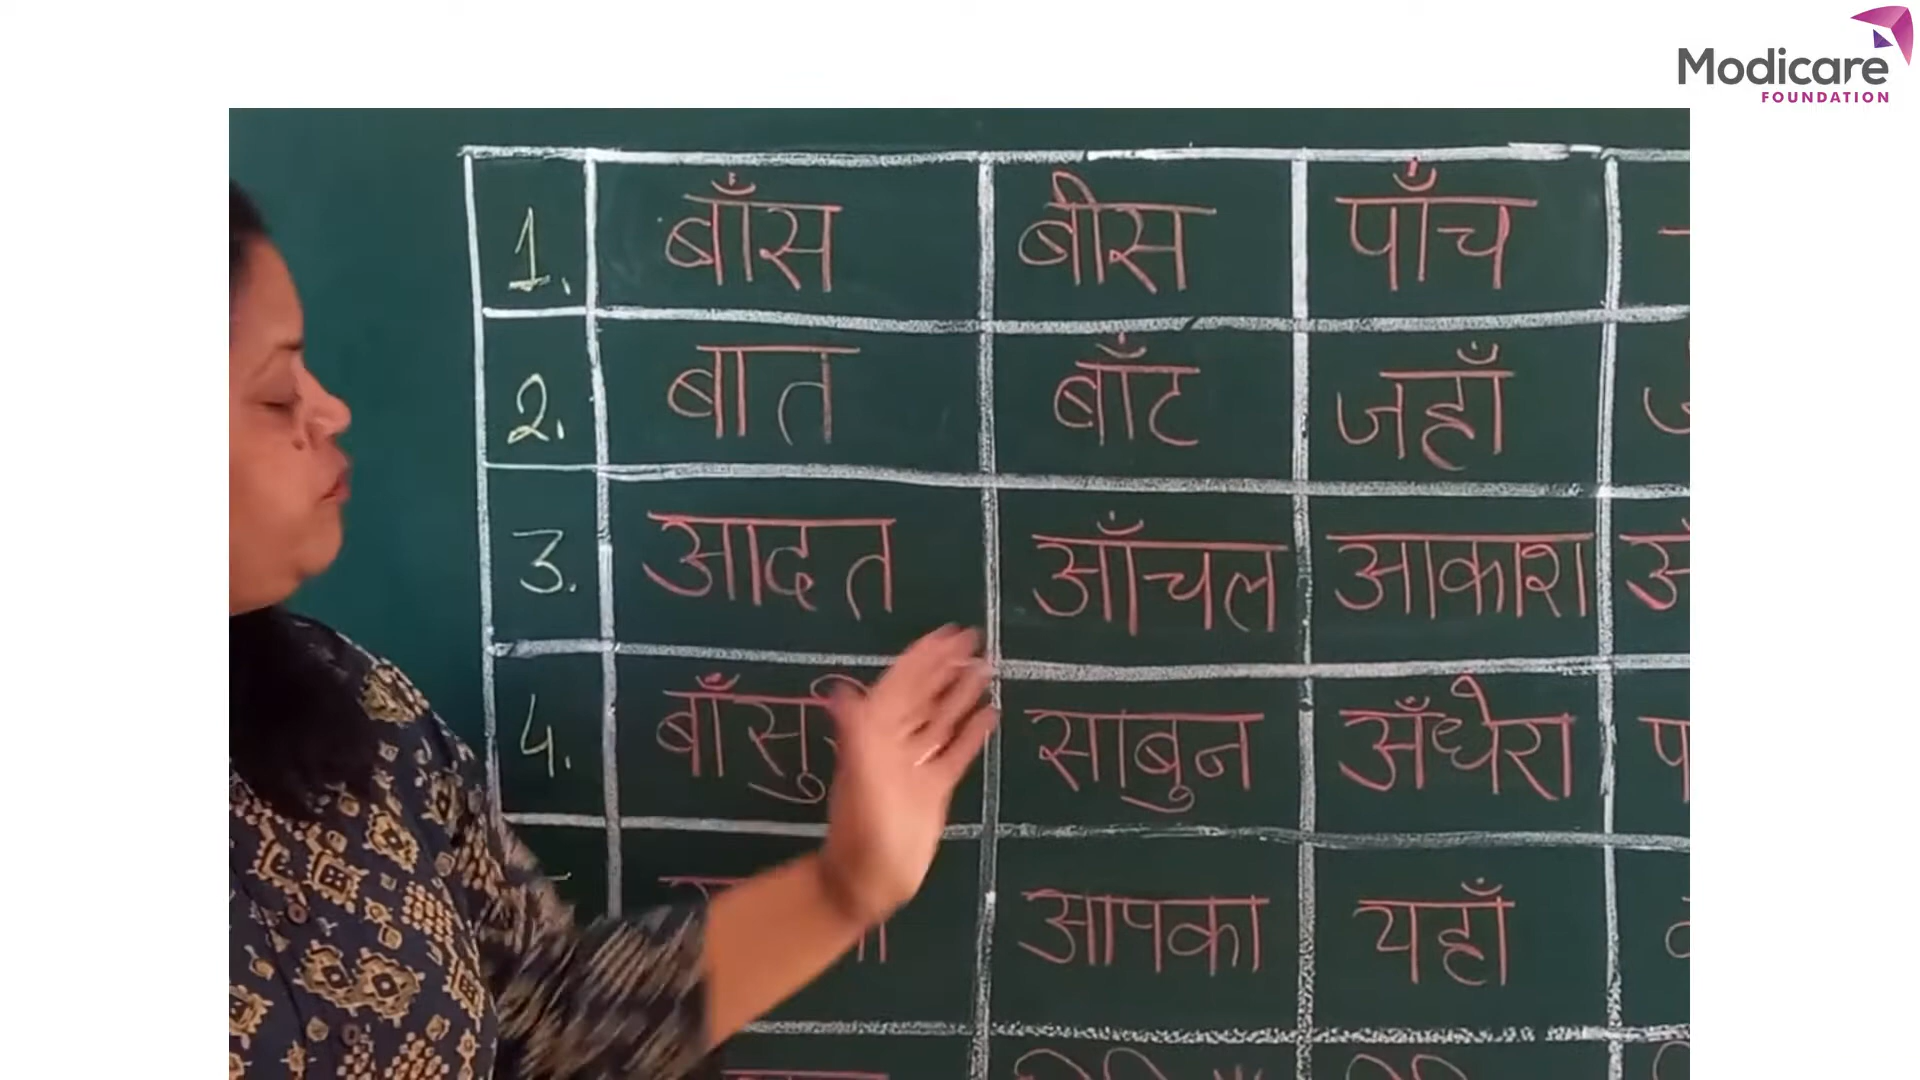 Modicare
FOUNDATION
1. बाँस बीस पाँच
2. बात बाँट जहाँ
3. आदत आँचल आकाश
4. साबुन अँधेरा
आपका यहाँ